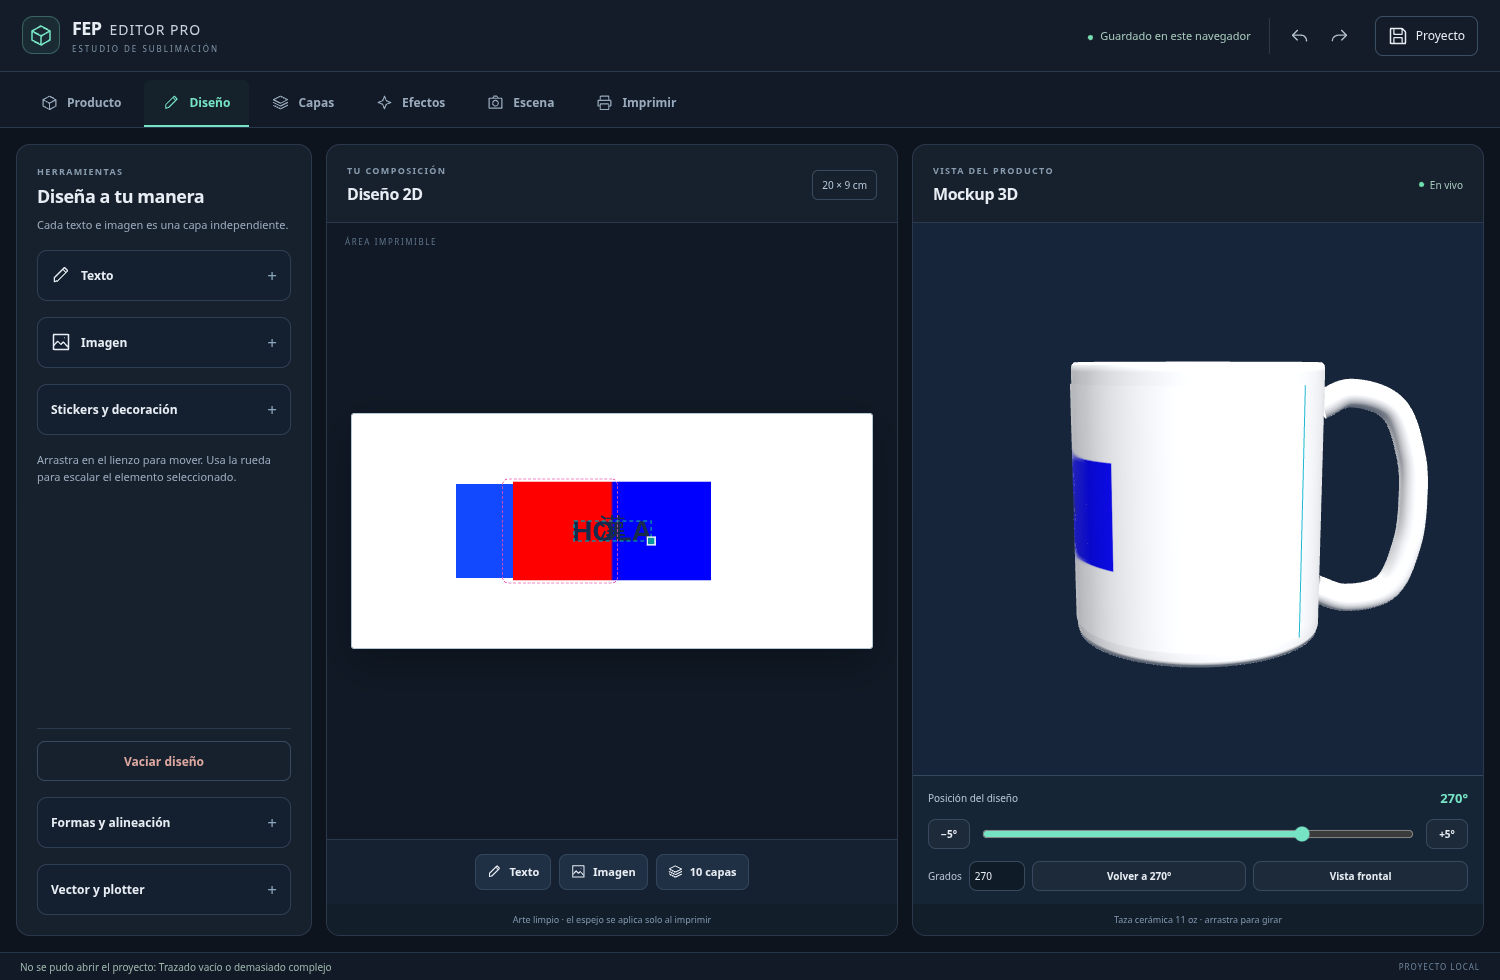 FEP EDITOR PRO
ESTUDIO DE SUBLIMACIÓN
Guardado en este navegador
Proyecto
Producto
Diseño
Capas
Efectos
Escena
Imprimir
HERRAMIENTAS
Diseña a tu manera
Cada texto e imagen es una capa independiente.
Texto +
Imagen +
Stickers y decoración +
Arrastra en el lienzo para mover. Usa la rueda
para escalar el elemento seleccionado.
Vaciar diseño
Formas y alineación +
Vector y plotter +
TU COMPOSICIÓN
Diseño 2D
20 × 9 cm
ÁREA IMPRIMIBLE
HOLA
Texto
Imagen
10 capas
Arte limpio · el espejo se aplica solo al imprimir
VISTA DEL PRODUCTO
Mockup 3D
En vivo
Posición del diseño
270°
−5°
+5°
Grados
270
Volver a 270°
Vista frontal
Taza cerámica 11 oz · arrastra para girar
No se pudo abrir el proyecto: Trazado vacío o demasiado complejo
PROYECTO LOCAL